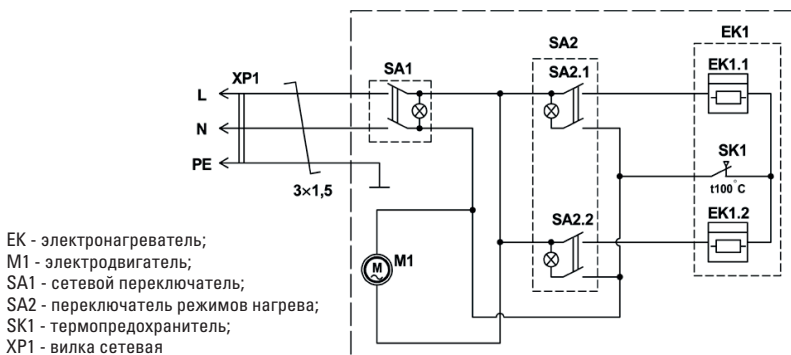 EK1
SA2
SA1
SA2.1
EK1.1
XP1
L
N
SK1
PE
t100°C
3×1,5
EK1.2
SA2.2
M
M1
EK - электронагреватель;
M1 - электродвигатель;
SA1 - сетевой переключатель;
SA2 - переключатель режимов нагрева;
SK1 - термопредохранитель;
XP1 - вилка сетевая